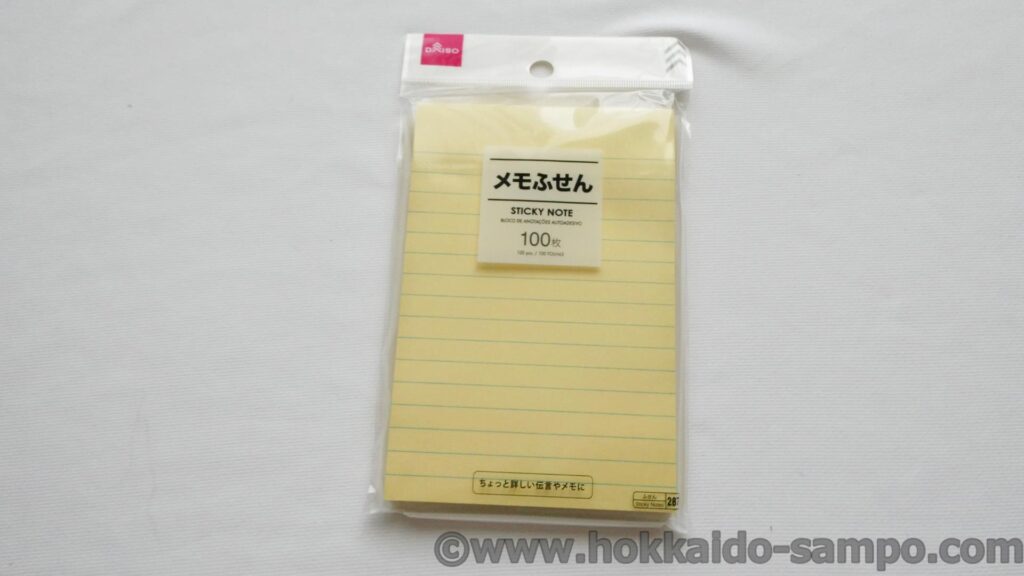 DAISO
メモふせん
STICKY NOTE
BLOCO DE ANOTAÇÕES AUTOADESIVO
100枚
100 pcs. / 100 FOLHAS
ちょっと詳しい伝言やメモに
ふせん
Sticky Notes
287
©www.hokkaido-sampo.com